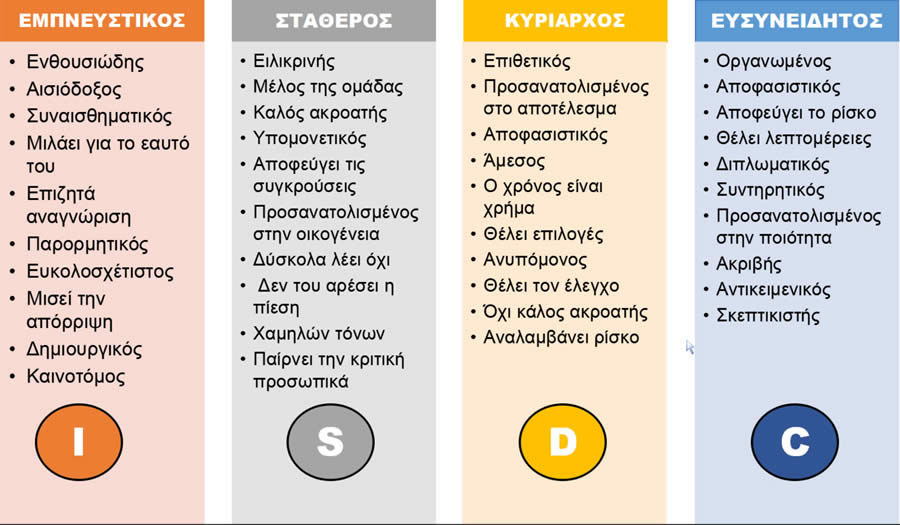 ΕΜΠΝΕΥΣΤΙΚΟΣ
• Ενθουσιώδης
• Αισιόδοξος
• Συναισθηματικός
• Μιλάει για το εαυτό
του
• Επιζητά
αναγνώριση
• Παρορμητικός
• Ευκολοσχέτιστος
• Μισεί την
απόρριψη
• Δημιουργικός
• Καινοτόμος
I
ΣΤΑΘΕΡΟΣ
• Ειλικρινής
• Μέλος της ομάδας
• Καλός ακροατής
• Υπομονετικός
• Αποφεύγει τις
συγκρούσεις
• Προσανατολισμένος
στην οικογένεια
• Δύσκολα λέει όχι
• Δεν του αρέσει η
πίεση
• Χαμηλών τόνων
• Παίρνει την κριτική
προσωπικά
S
ΚΥΡΙΑΡΧΟΣ
• Επιθετικός
• Προσανατολισμένος
στο αποτέλεσμα
• Αποφασιστικός
• Άμεσος
• Ο χρόνος είναι
χρήμα
• Θέλει επιλογές
• Ανυπόμονος
• Θέλει τον έλεγχο
• Όχι κάλος ακροατής
• Αναλαμβάνει ρίσκο
D
ΕΥΣΥΝΕΙΔΗΤΟΣ
• Οργανωμένος
• Αποφασιστικός
• Αποφεύγει το ρίσκο
• Θέλει λεπτομέρειες
• Διπλωματικός
• Συντηρητικός
• Προσανατολισμένος
στην ποιότητα
• Ακριβής
• Αντικειμενικός
• Σκεπτικιστής
C